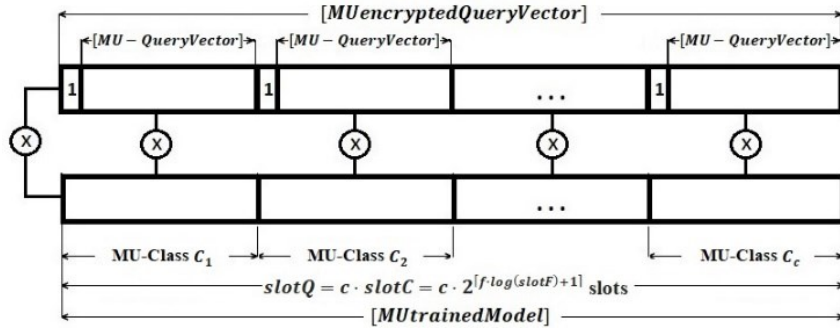 [MUencryptedQueryVector]
[MU − QueryVector] [MU − QueryVector] [MU − QueryVector]
1 1 ... 1
X X X X X
...
MU-Class C₁ MU-Class C₂ MU-Class C_c
slotQ = c · slotC = c · 2^⌈f·log(slotF)+1⌉ slots
[MUtrainedModel]